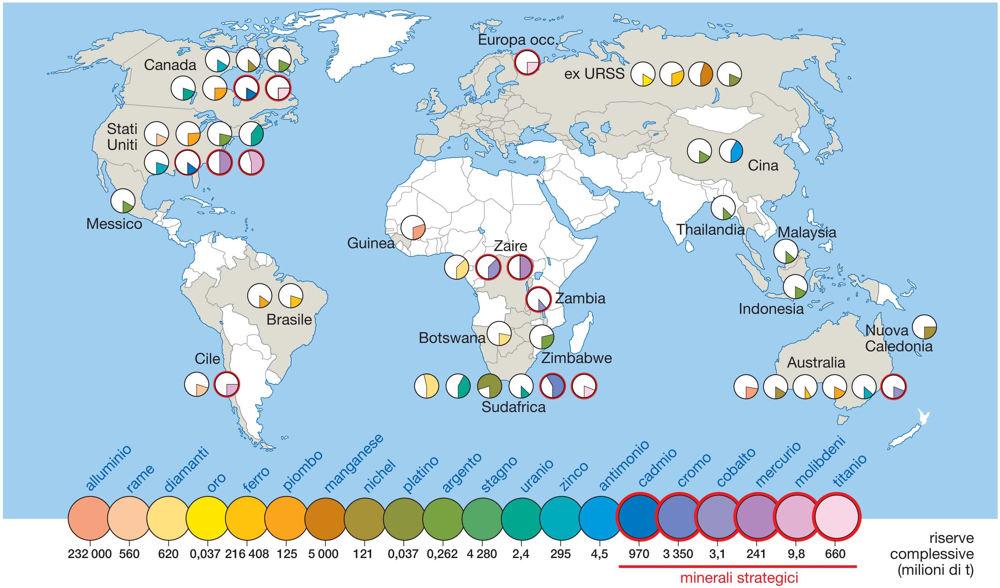 Europa occ.
Canada
ex URSS
Stati
Uniti
Cina
Messico
Thailandia
Malaysia
Guinea
Zaire
Zambia
Indonesia
Brasile
Botswana
Nuova
Caledonia
Zimbabwe
Cile
Australia
Sudafrica
alluminio
rame
diamanti
oro
ferro
piombo
manganese
nichel
platino
argento
stagno
uranio
zinco
antimonio
cadmio
cromo
cobalto
mercurio
molibdeni
titanio
232 000 560 620 0,037 216 408 125 5 000 121 0,037 0,262 4 280 2,4 295 4,5 970 3 350 3,1 241 9,8 660
riserve
complessive
(milioni di t)
minerali strategici